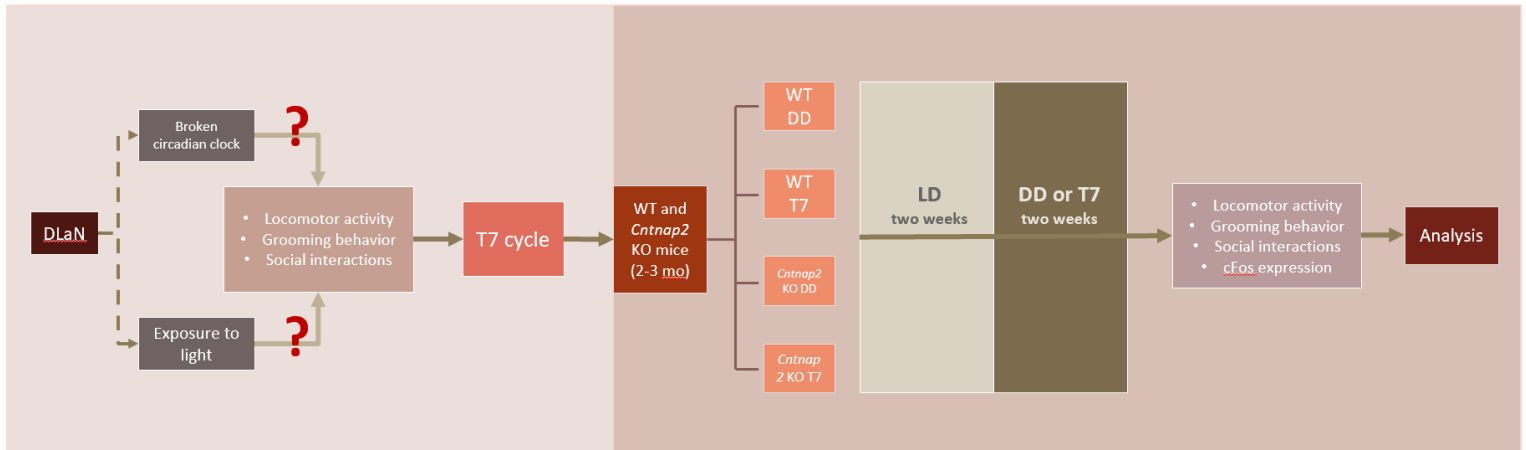 DLaN
Broken
circadian clock
?
Exposure to
light
?
• Locomotor activity
• Grooming behavior
• Social interactions
T7 cycle
WT and
Cntnap2
KO mice
(2-3 mo)
WT
DD
WT
T7
Cntnap2
KO DD
Cntnap
2 KO T7
LD
two weeks
DD or T7
two weeks
• Locomotor activity
• Grooming behavior
• Social interactions
• cFos expression
Analysis